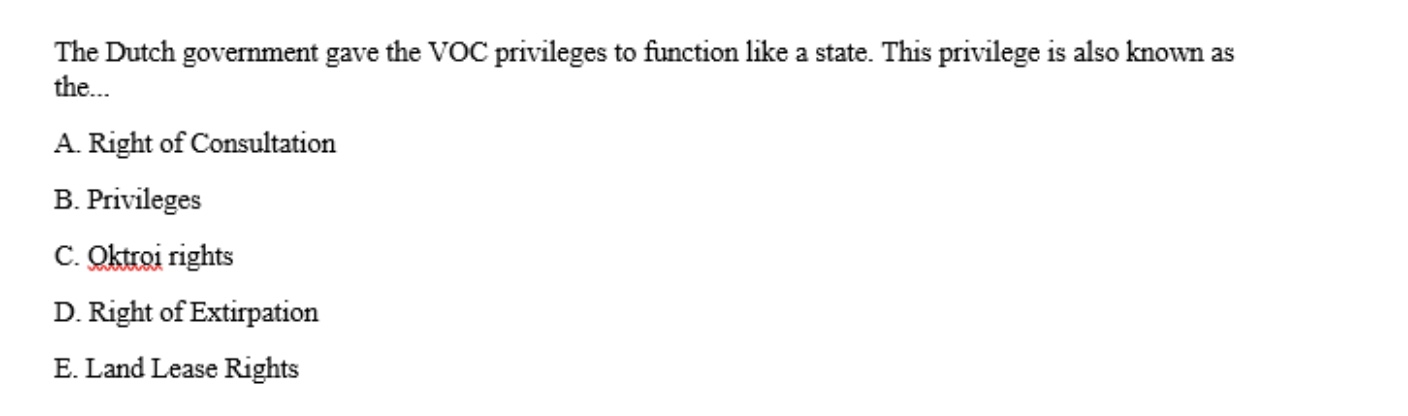 The Dutch government gave the VOC privileges to function like a state. This privilege is also known as
the...
A. Right of Consultation
B. Privileges
C. Oktroi rights
D. Right of Extirpation
E. Land Lease Rights